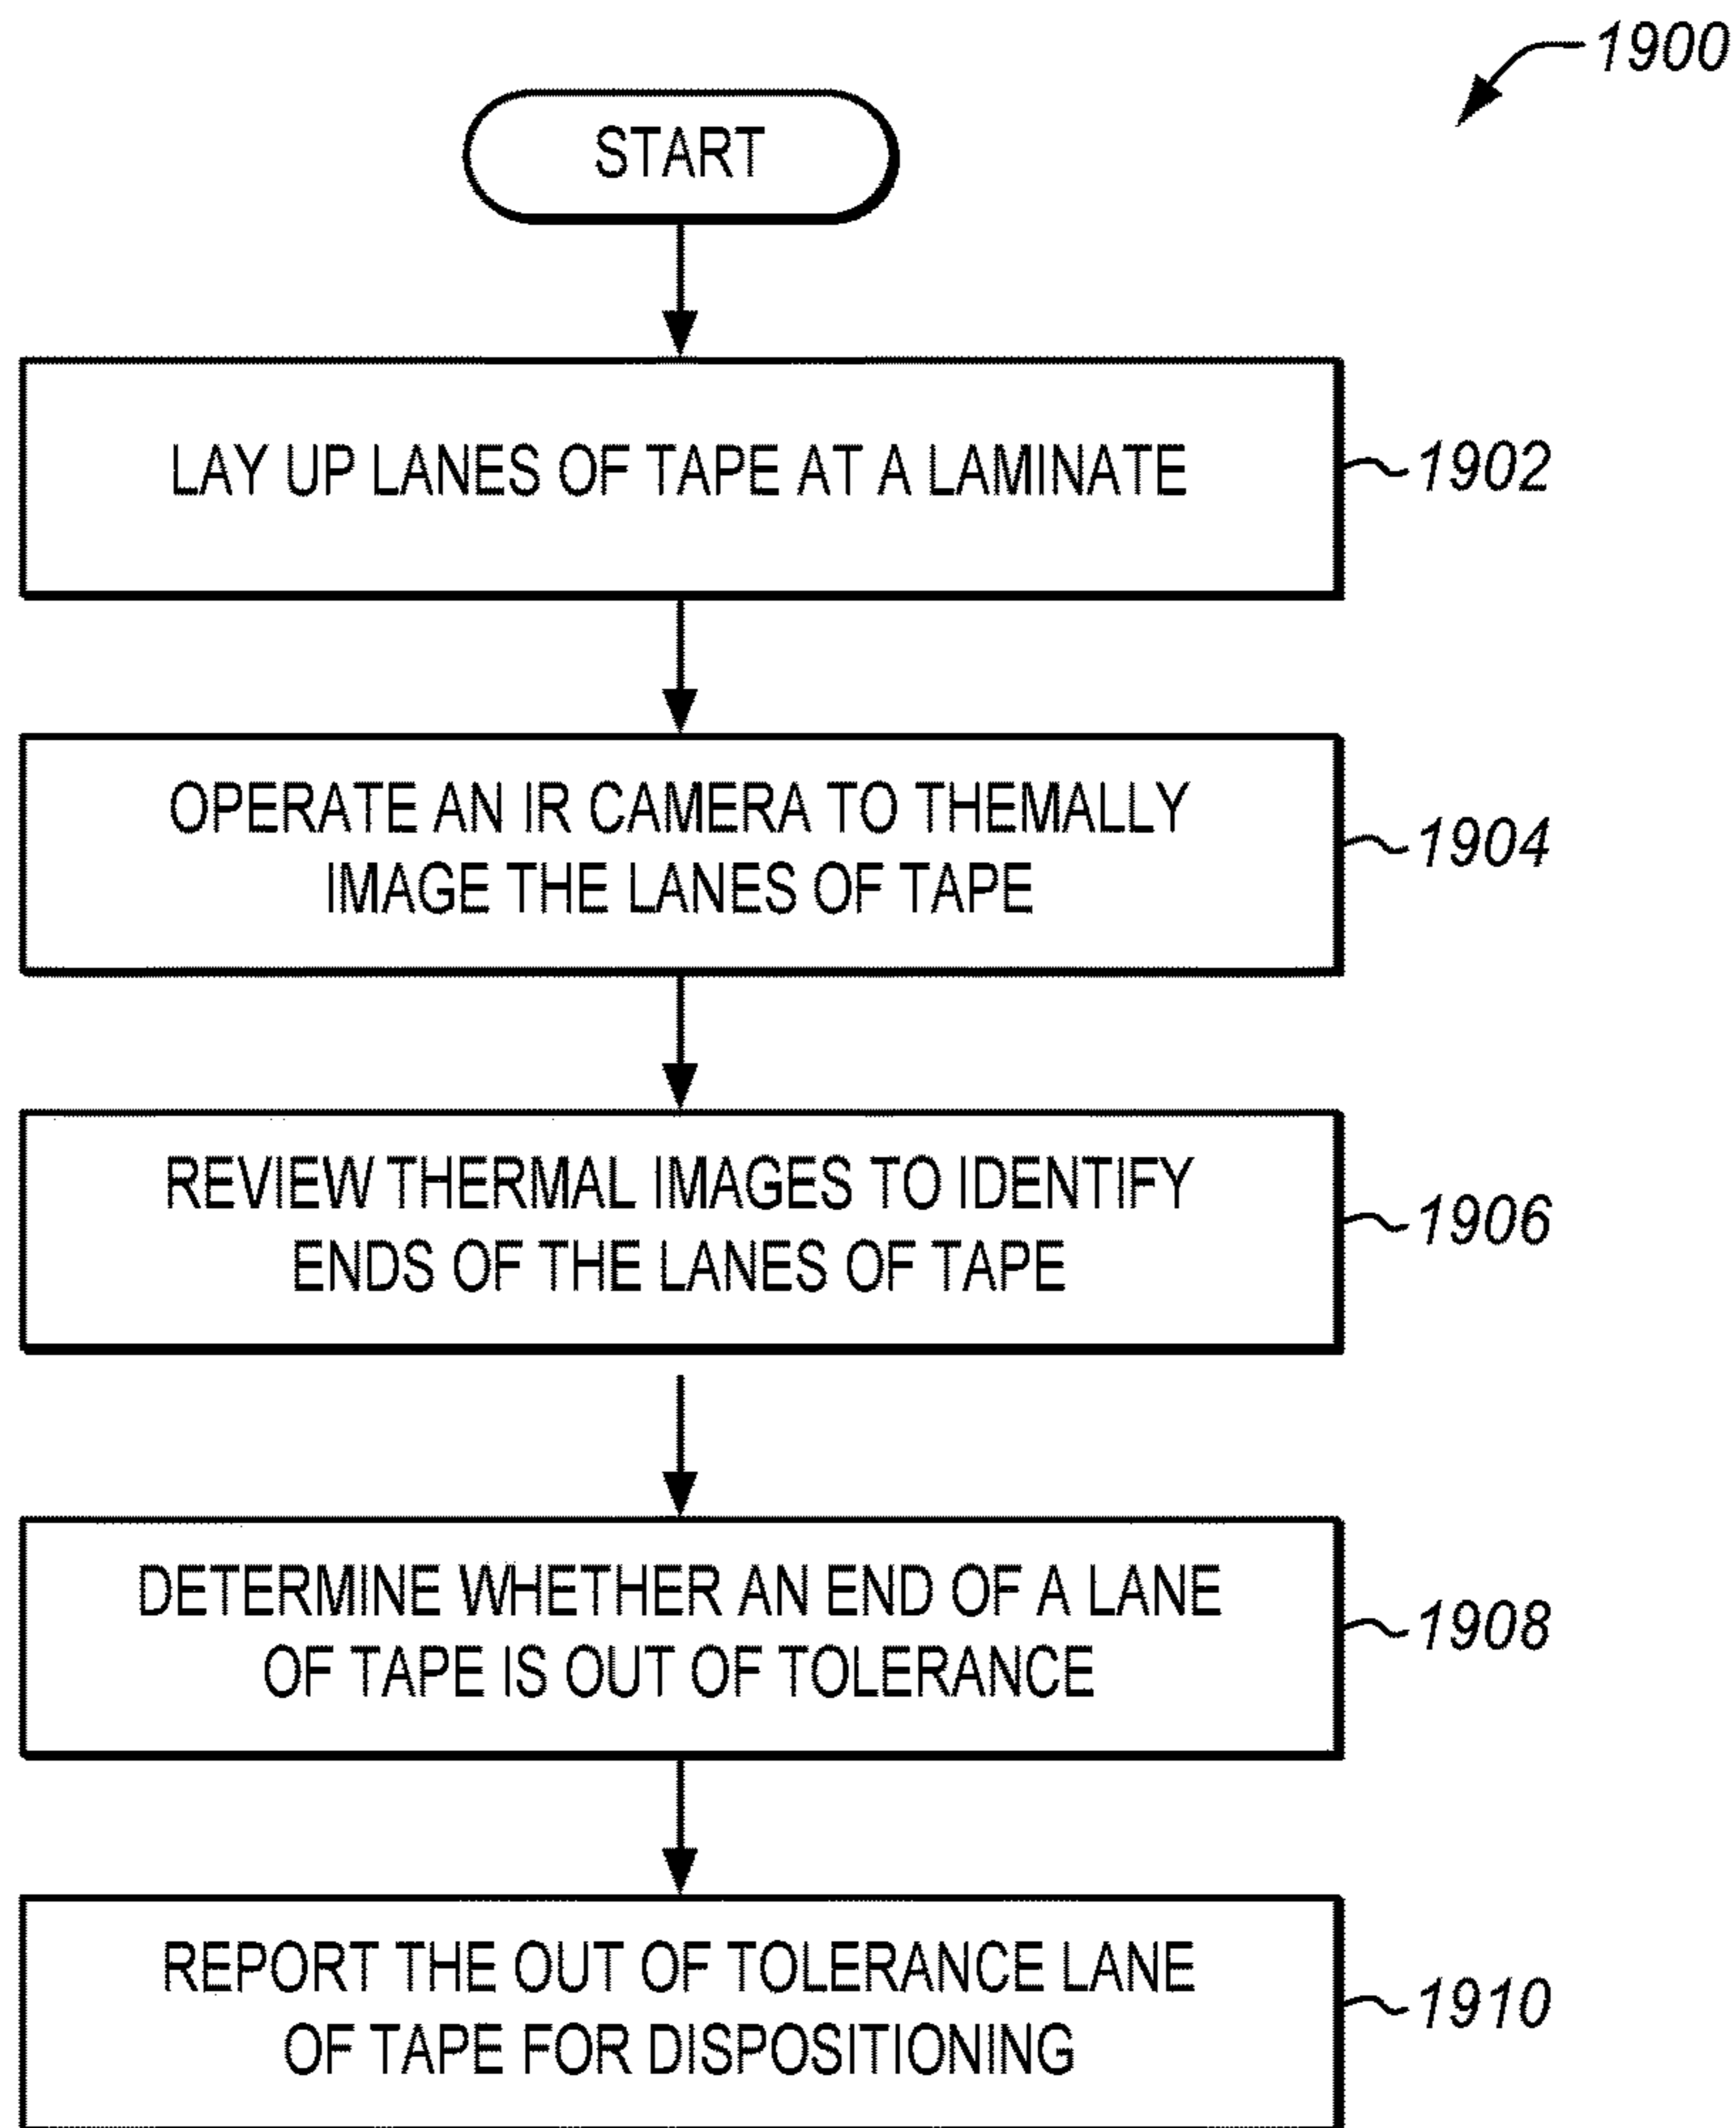 1900
START
LAY UP LANES OF TAPE AT A LAMINATE
1902
OPERATE AN IR CAMERA TO THEMALLY
IMAGE THE LANES OF TAPE
1904
REVIEW THERMAL IMAGES TO IDENTIFY
ENDS OF THE LANES OF TAPE
1906
DETERMINE WHETHER AN END OF A LANE
OF TAPE IS OUT OF TOLERANCE
1908
REPORT THE OUT OF TOLERANCE LANE
OF TAPE FOR DISPOSITIONING
1910